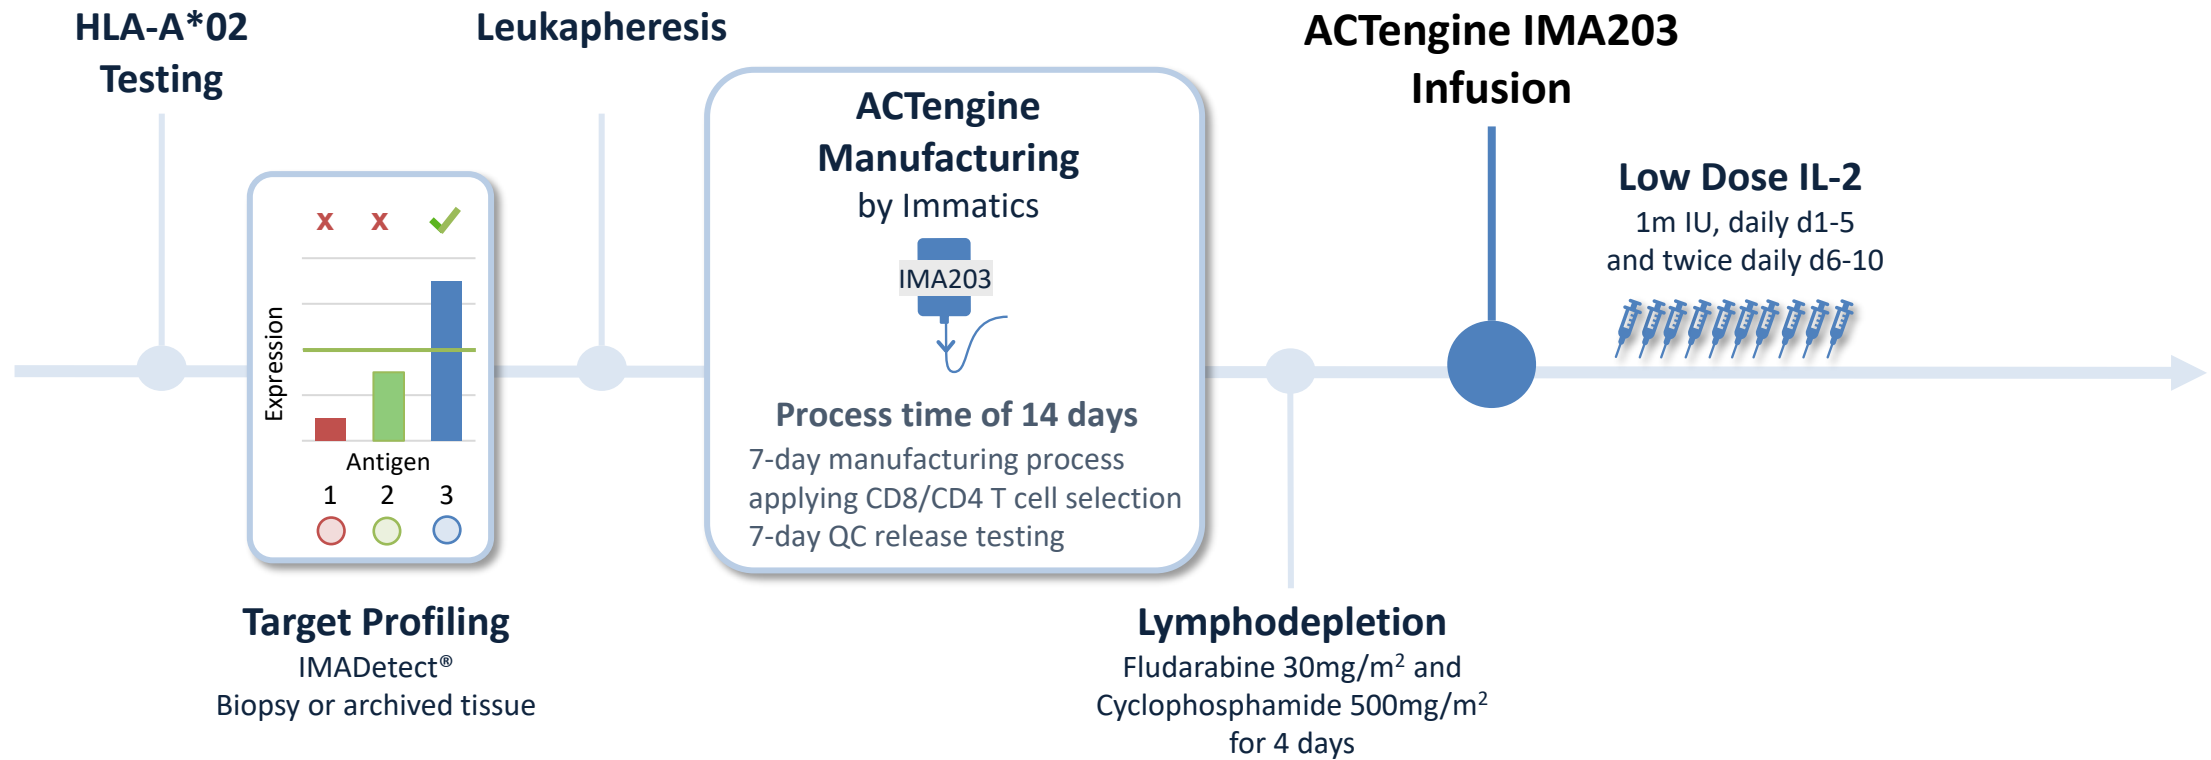 HLA-A*02
Testing
x x
Expression
Antigen
1 2 3
Target Profiling
IMADetect®
Biopsy or archived tissue
Leukapheresis
ACTengine
Manufacturing
by Immatics
IMA203
Process time of 14 days
7-day manufacturing process
applying CD8/CD4 T cell selection
7-day QC release testing
Lymphodepletion
Fludarabine 30mg/m² and
Cyclophosphamide 500mg/m²
for 4 days
ACTengine IMA203
Infusion
Low Dose IL-2
1m IU, daily d1-5
and twice daily d6-10